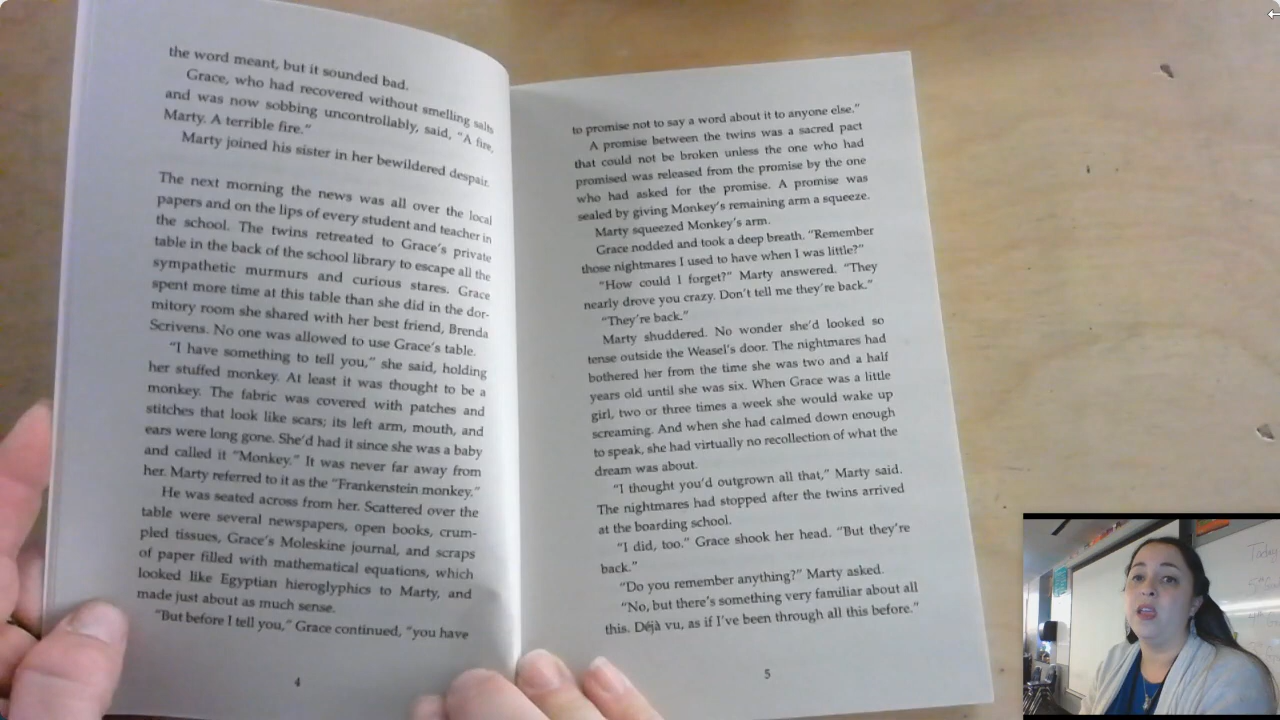 the word meant, but it sounded bad.
Grace, who had recovered without smelling salts
and was now sobbing uncontrollably, said, “A fire,
Marty. A terrible fire.”
Marty joined his sister in her bewildered despair.
The next morning the news was all over the local
papers and on the lips of every student and teacher in
the school. The twins retreated to Grace’s private
table in the back of the school library to escape all the
sympathetic murmurs and curious stares. Grace
spent more time at this table than she did in the dor-
mitory room she shared with her best friend, Brenda
Scrivens. No one was allowed to use Grace’s table.
“I have something to tell you,” she said, holding
her stuffed monkey. At least it was thought to be a
monkey. The fabric was covered with patches and
stitches that look like scars; its left arm, mouth, and
ears were long gone. She’d had it since she was a baby
and called it “Monkey.” It was never far away from
her. Marty referred to it as the “Frankenstein monkey.”
He was seated across from her. Scattered over the
table were several newspapers, open books, crum-
pled tissues, Grace’s Moleskine journal, and scraps
of paper filled with mathematical equations, which
looked like Egyptian hieroglyphics to Marty, and
made just about as much sense.
“But before I tell you,” Grace continued, “you have
4
to promise not to say a word about it to anyone else.”
A promise between the twins was a sacred pact
that could not be broken unless the one who had
promised was released from the promise by the one
who had asked for the promise. A promise was
sealed by giving Monkey’s remaining arm a squeeze.
Marty squeezed Monkey’s arm.
Grace nodded and took a deep breath. “Remember
those nightmares I used to have when I was little?”
“How could I forget?” Marty answered. “They
nearly drove you crazy. Don’t tell me they’re back.”
“They’re back.”
Marty shuddered. No wonder she’d looked so
tense outside the Weasel’s door. The nightmares had
bothered her from the time she was two and a half
years old until she was six. When Grace was a little
girl, two or three times a week she would wake up
screaming. And when she had calmed down enough
to speak, she had virtually no recollection of what the
dream was about.
“I thought you’d outgrown all that,” Marty said.
The nightmares had stopped after the twins arrived
at the boarding school.
“I did, too.” Grace shook her head. “But they’re
back.”
“Do you remember anything?” Marty asked.
“No, but there’s something very familiar about all
this. Déjà vu, as if I’ve been through all this before.”
5